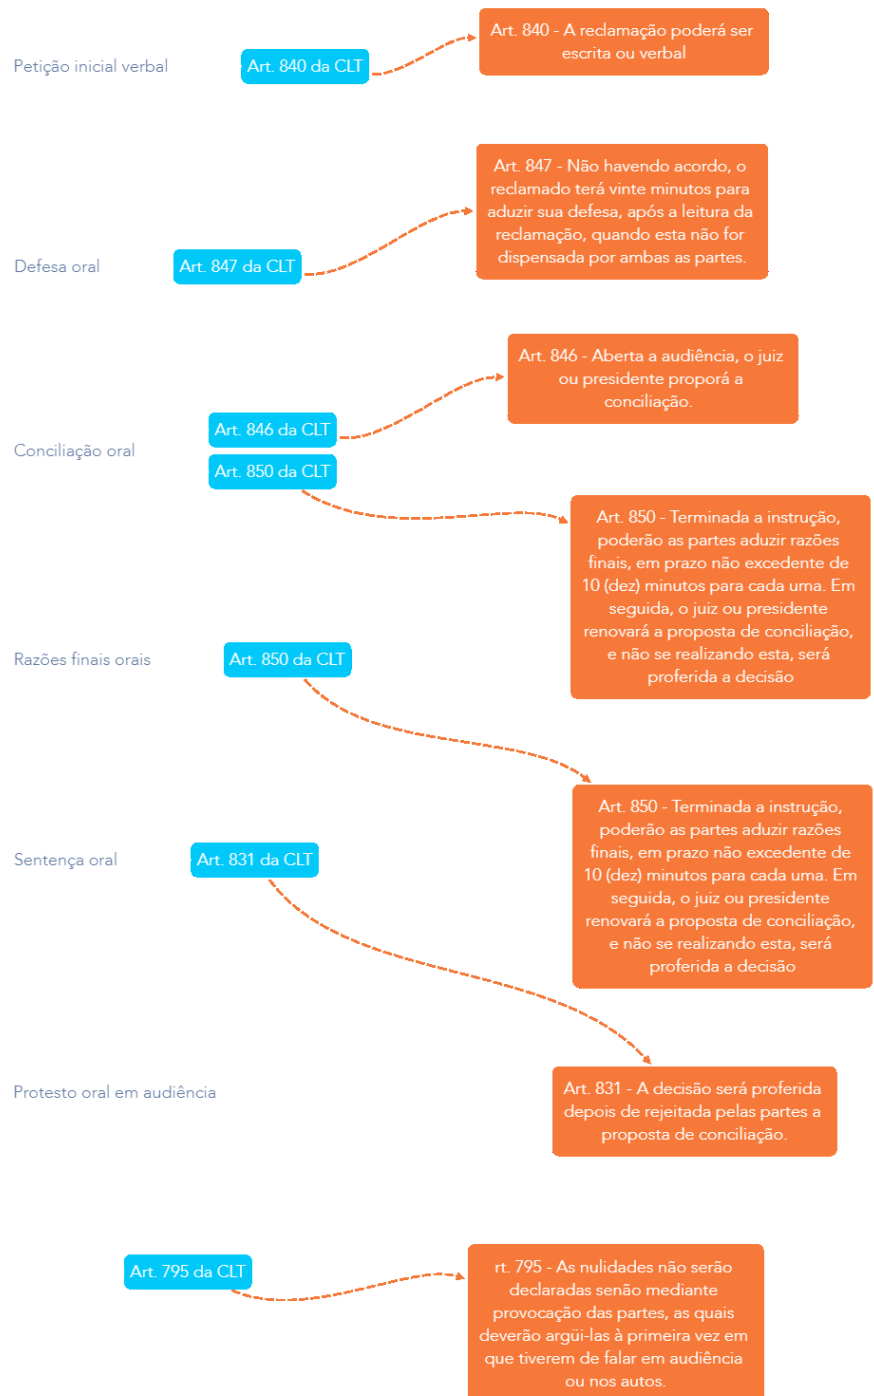 Petição inicial verbal
Art. 840 da CLT
Art. 840 - A reclamação poderá ser
escrita ou verbal
Defesa oral
Art. 847 da CLT
Art. 847 - Não havendo acordo, o
reclamado terá vinte minutos para
aduzir sua defesa, após a leitura da
reclamação, quando esta não for
dispensada por ambas as partes.
Conciliação oral
Art. 846 da CLT
Art. 846 - Aberta a audiência, o juiz
ou presidente proporá a
conciliação.
Art. 850 da CLT
Art. 850 - Terminada a instrução,
poderão as partes aduzir razões
finais, em prazo não excedente de
10 (dez) minutos para cada uma. Em
seguida, o juiz ou presidente
renovará a proposta de conciliação,
e não se realizando esta, será
proferida a decisão
Razões finais orais
Art. 850 da CLT
Art. 850 - Terminada a instrução,
poderão as partes aduzir razões
finais, em prazo não excedente de
10 (dez) minutos para cada uma. Em
seguida, o juiz ou presidente
renovará a proposta de conciliação,
e não se realizando esta, será
proferida a decisão
Sentença oral
Art. 831 da CLT
Art. 831 - A decisão será proferida
depois de rejeitada pelas partes a
proposta de conciliação.
Protesto oral em audiência
Art. 795 da CLT
rt. 795 - As nulidades não serão
declaradas senão mediante
provocação das partes, as quais
deverão argüi-las à primeira vez em
que tiverem de falar em audiência
ou nos autos.